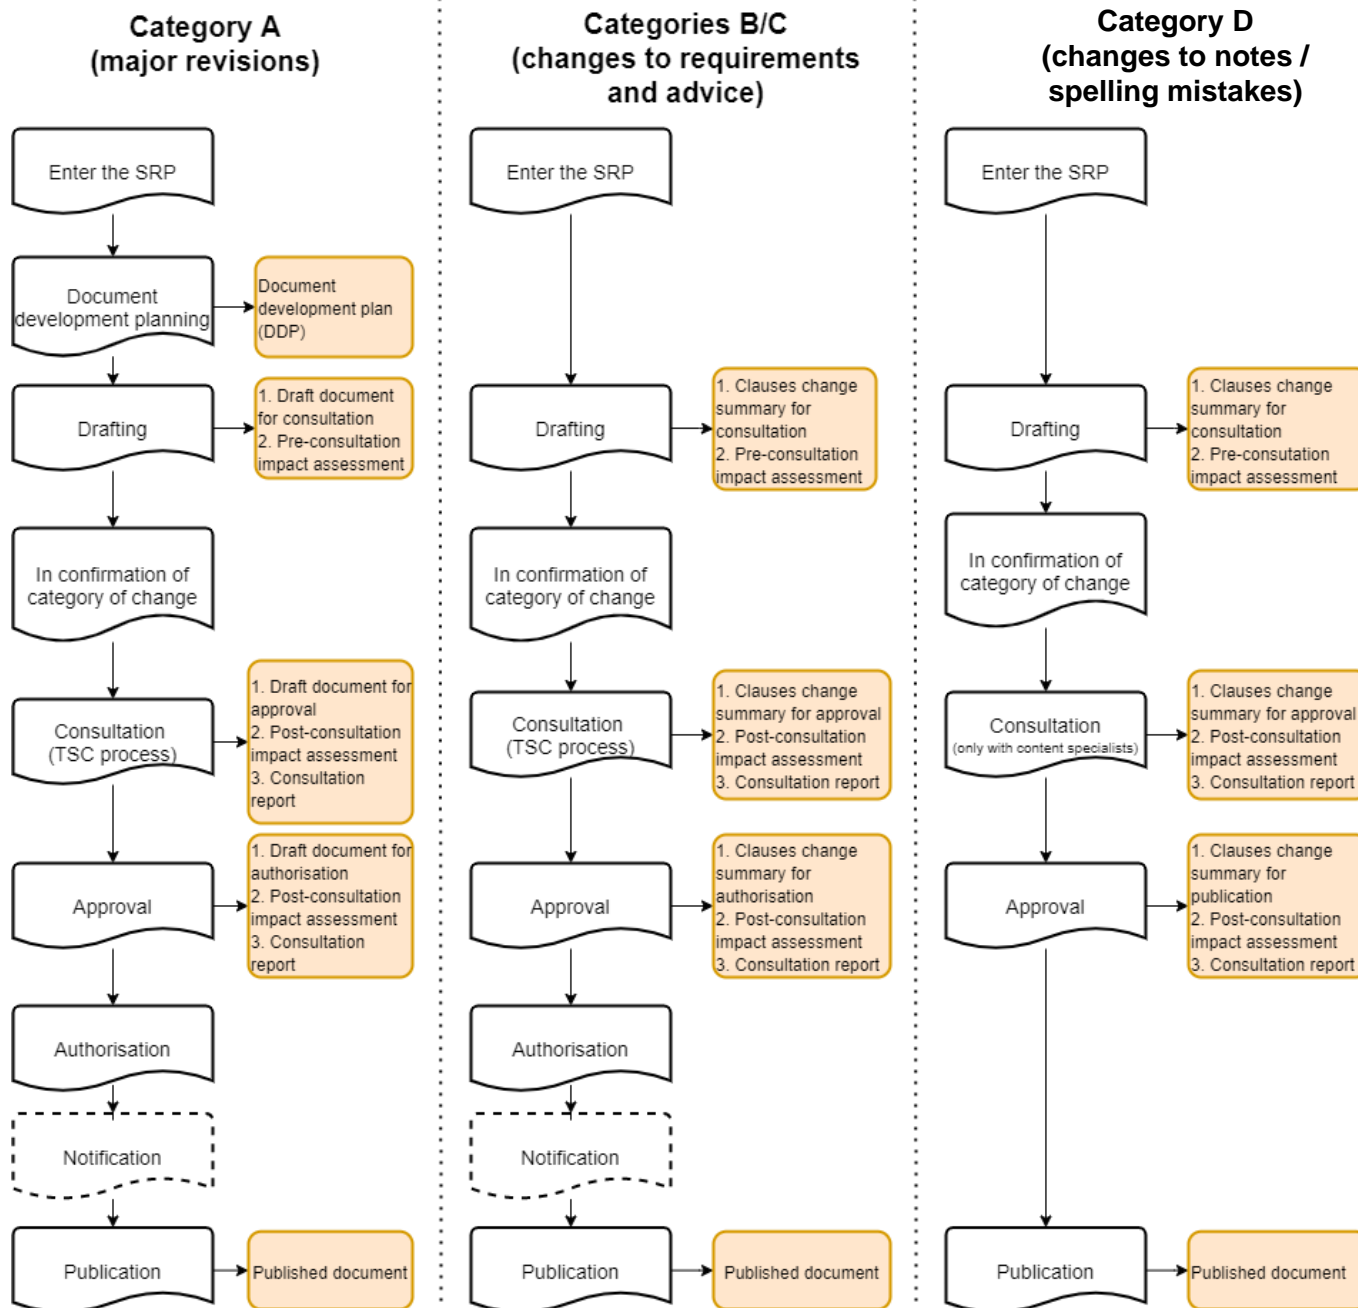 Category A
(major revisions)
Enter the SRP
Document
development planning
Document
development plan
(DDP)
Drafting
1. Draft document
for consultation
2. Pre-consultation
impact assessment
In confirmation of
category of change
Consultation
(TSC process)
1. Draft document for
approval
2. Post-consultation
impact assessment
3. Consultation
report
Approval
1. Draft document for
authorisation
2. Post-consultation
impact assessment
3. Consultation
report
Authorisation
Notification
Publication
Published document
Categories B/C
(changes to requirements
and advice)
Enter the SRP
Drafting
1. Clauses change
summary for
consultation
2. Pre-consultation
impact assessment
In confirmation of
category of change
Consultation
(TSC process)
1. Clauses change
summary for approval
2. Post-consultation
impact assessment
3. Consultation report
Approval
1. Clauses change
summary for
authorisation
2. Post-consultation
impact assessment
3. Consultation report
Authorisation
Notification
Publication
Published document
Category D
(changes to notes /
spelling mistakes)
Enter the SRP
Drafting
1. Clauses change
summary for
consultation
2. Pre-consutation
impact assessment
In confirmation of
category of change
Consultation
(only with content specialists)
1. Clauses change
summary for approval
2. Post-consultation
impact assessment
3. Consultation report
Approval
1. Clauses change
summary for
publication
2. Post-consultation
impact assessment
3. Consultation report
Publication
Published document